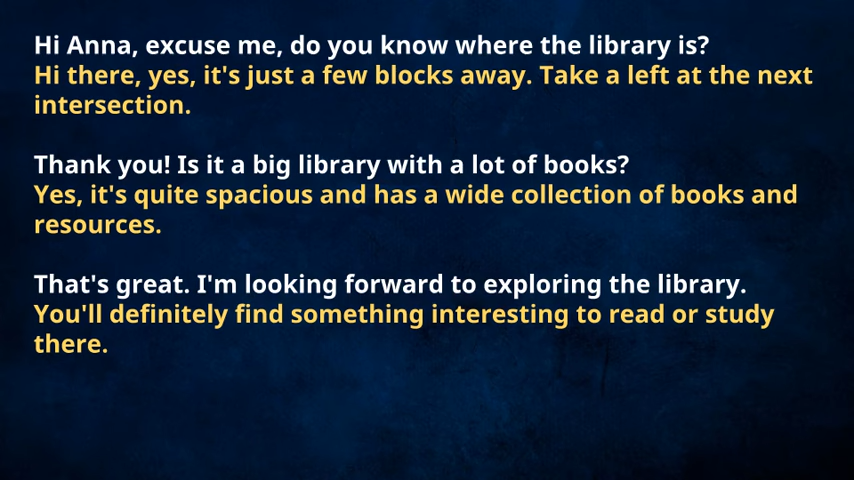 Hi Anna, excuse me, do you know where the library is?
Hi there, yes, it's just a few blocks away. Take a left at the next
intersection.
Thank you! Is it a big library with a lot of books?
Yes, it's quite spacious and has a wide collection of books and
resources.
That's great. I'm looking forward to exploring the library.
You'll definitely find something interesting to read or study
there.